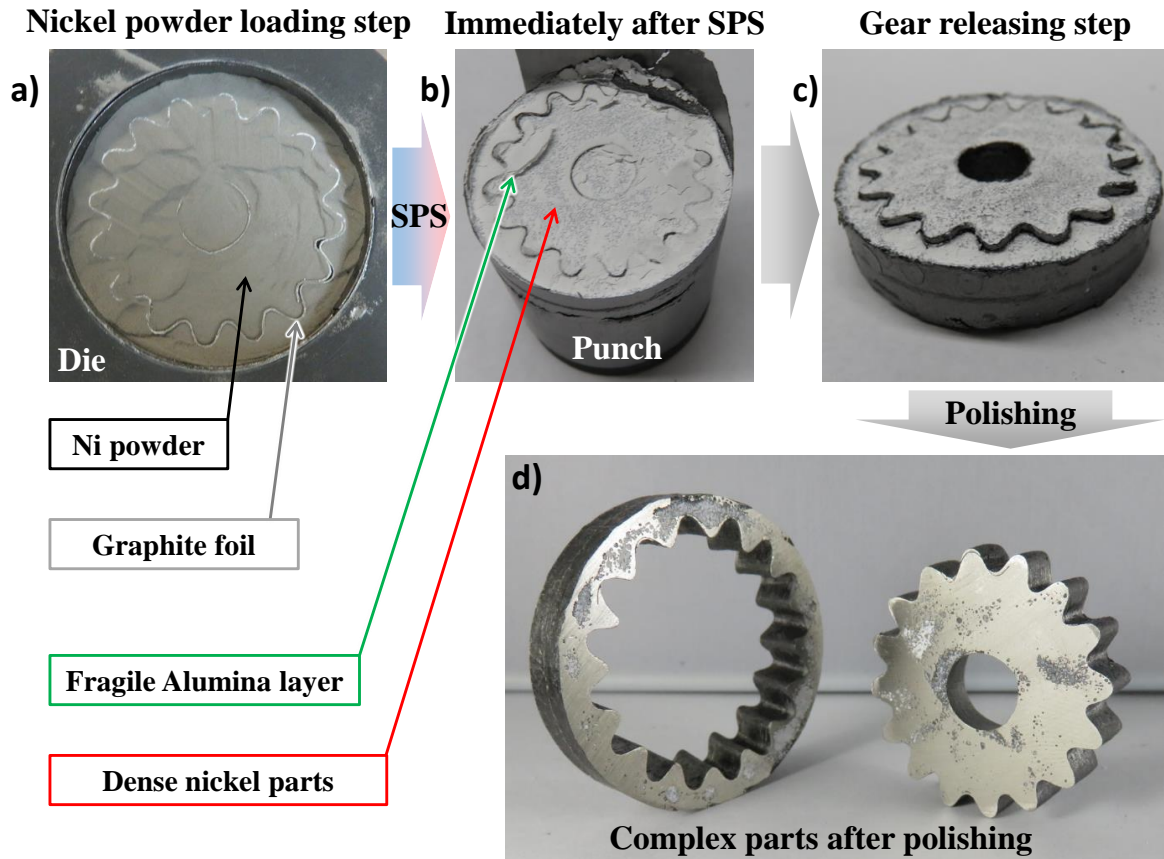 Nickel powder loading step
Immediately after SPS
Gear releasing step
a)
b)
c)
SPS
Die
Punch
Ni powder
Polishing
d)
Graphite foil
Fragile Alumina layer
Dense nickel parts
Complex parts after polishing